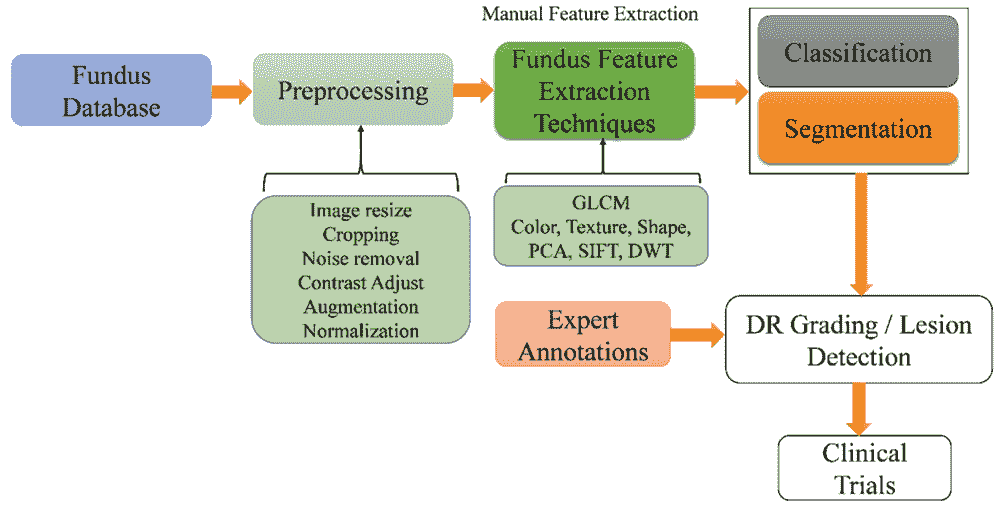 Manual Feature Extraction
Fundus
Database
Preprocessing
Fundus Feature
Extraction
Techniques
Classification
Segmentation
Image resize
Cropping
Noise removal
Contrast Adjust
Augmentation
Normalization
GLCM
Color, Texture, Shape,
PCA, SIFT, DWT
Expert
Annotations
DR Grading / Lesion
Detection
Clinical
Trials